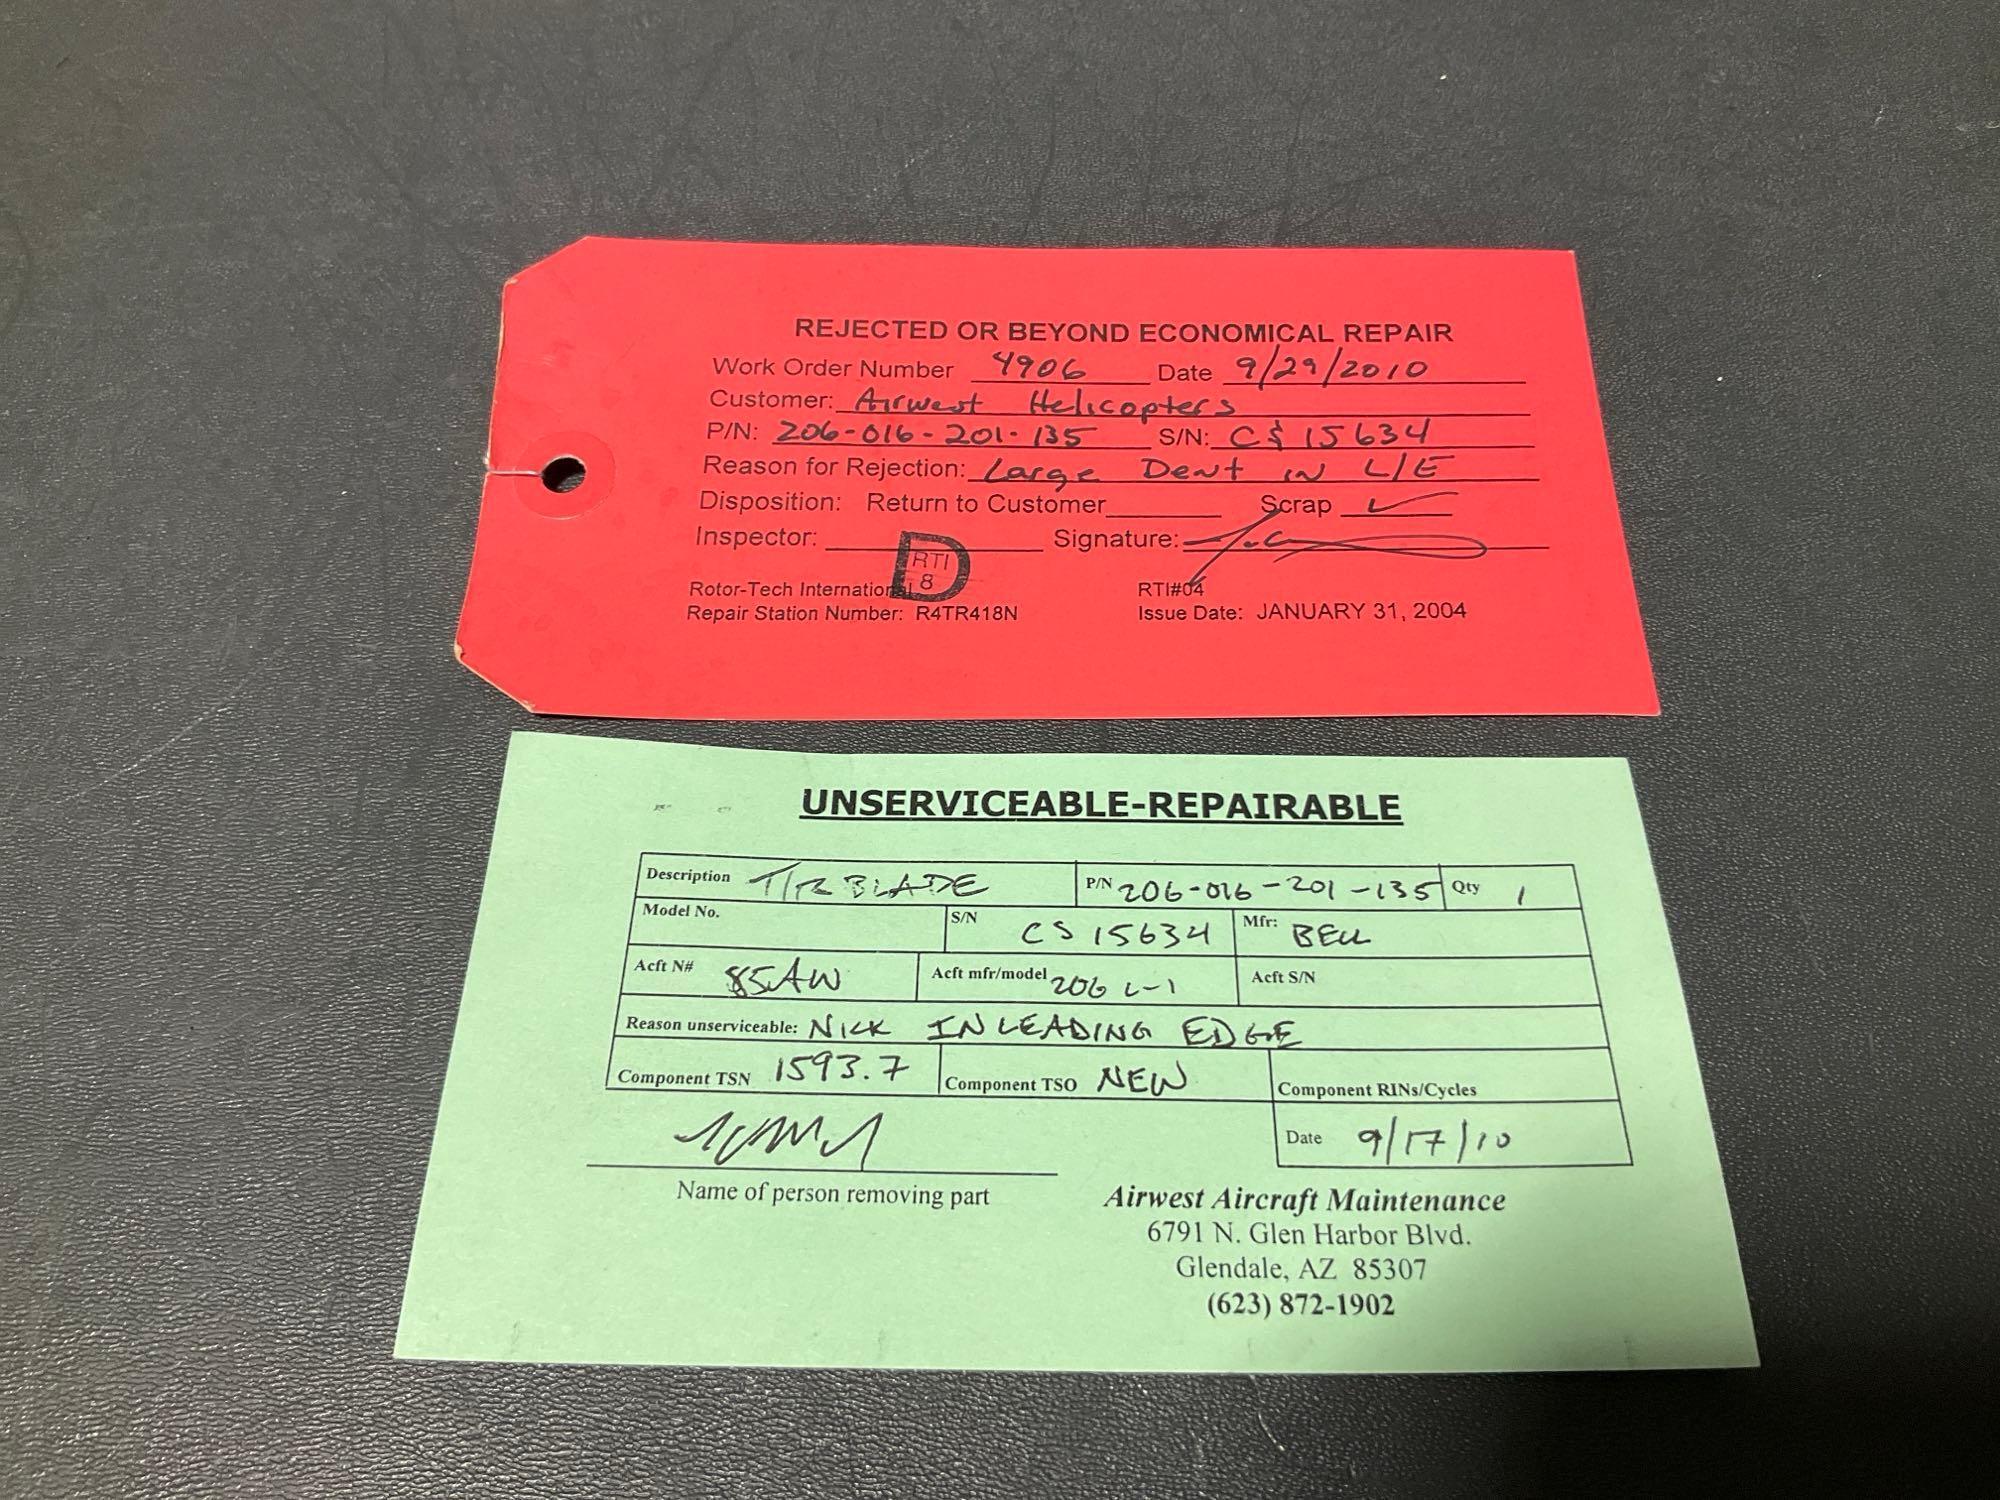 REJECTED OR BEYOND ECONOMICAL REPAIR
Work Order Number 4906 Date 9/29/2010
Customer: Airwest Helicopters
P/N: 206-016-201-135 S/N: CS 15634
Reason for Rejection: Large Dent in L/E
Disposition: Return to Customer Scrap ✓
Inspector: Signature:
RTI
8
Rotor-Tech International RTI#04
Repair Station Number: R4TR418N Issue Date: JANUARY 31, 2004
UNSERVICEABLE-REPAIRABLE
Description T/R BLADE P/N 206-016-201-135 Qty 1
Model No. S/N CS 15634 Mfr: BELL
Acft N# 85AW Acft mfr/model 206 L-1 Acft S/N
Reason unserviceable: NICK IN LEADING EDGE
Component TSN 1593.7 Component TSO NEW Component RINs/Cycles
Date 9/17/10
Name of person removing part
Airwest Aircraft Maintenance
6791 N. Glen Harbor Blvd.
Glendale, AZ 85307
(623) 872-1902